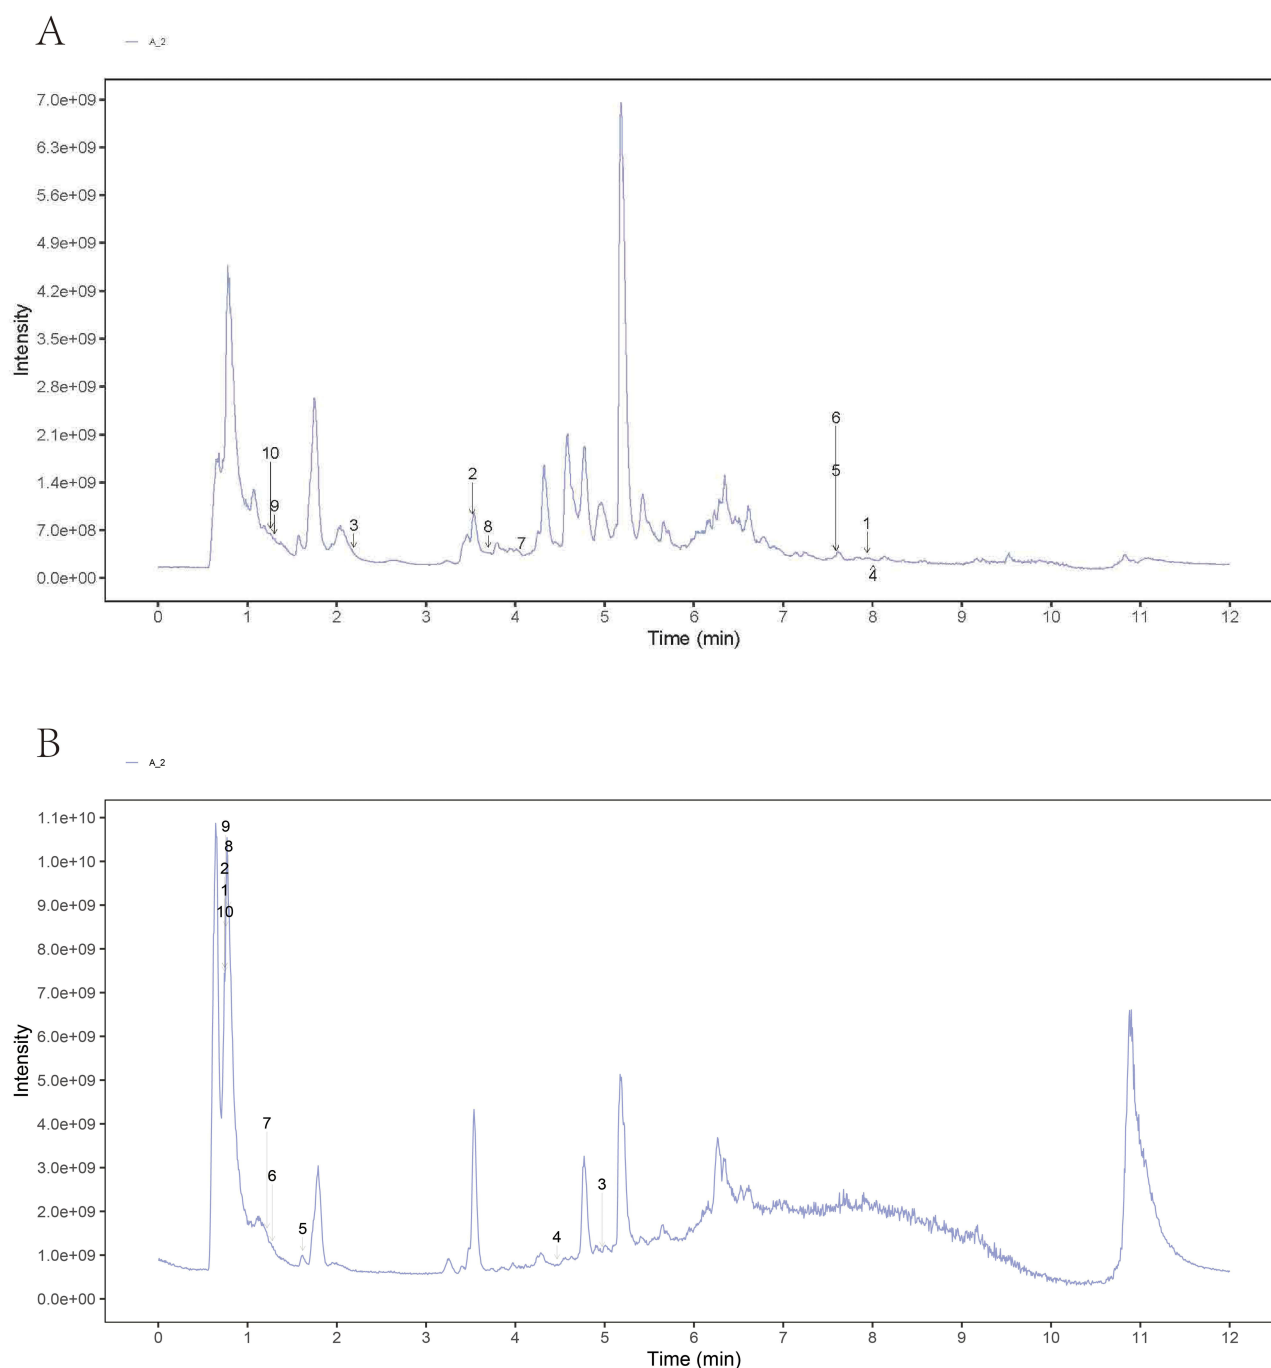 A
A_2
7.0e+09
6.3e+09
5.6e+09
4.9e+09
4.2e+09
3.5e+09
2.8e+09
2.1e+09
1.4e+09
7.0e+08
0.0e+00
Intensity
10
9
3
2
8
7
6
5
1
4
0 1 2 3 4 5 6 7 8 9 10 11 12
Time (min)
B
A_2
1.1e+10
1.0e+10
9.0e+09
8.0e+09
7.0e+09
6.0e+09
5.0e+09
4.0e+09
3.0e+09
2.0e+09
1.0e+09
0.0e+00
Intensity
9
8
2
1
10
7
6
5
4
3
0 1 2 3 4 5 6 7 8 9 10 11 12
Time (min)